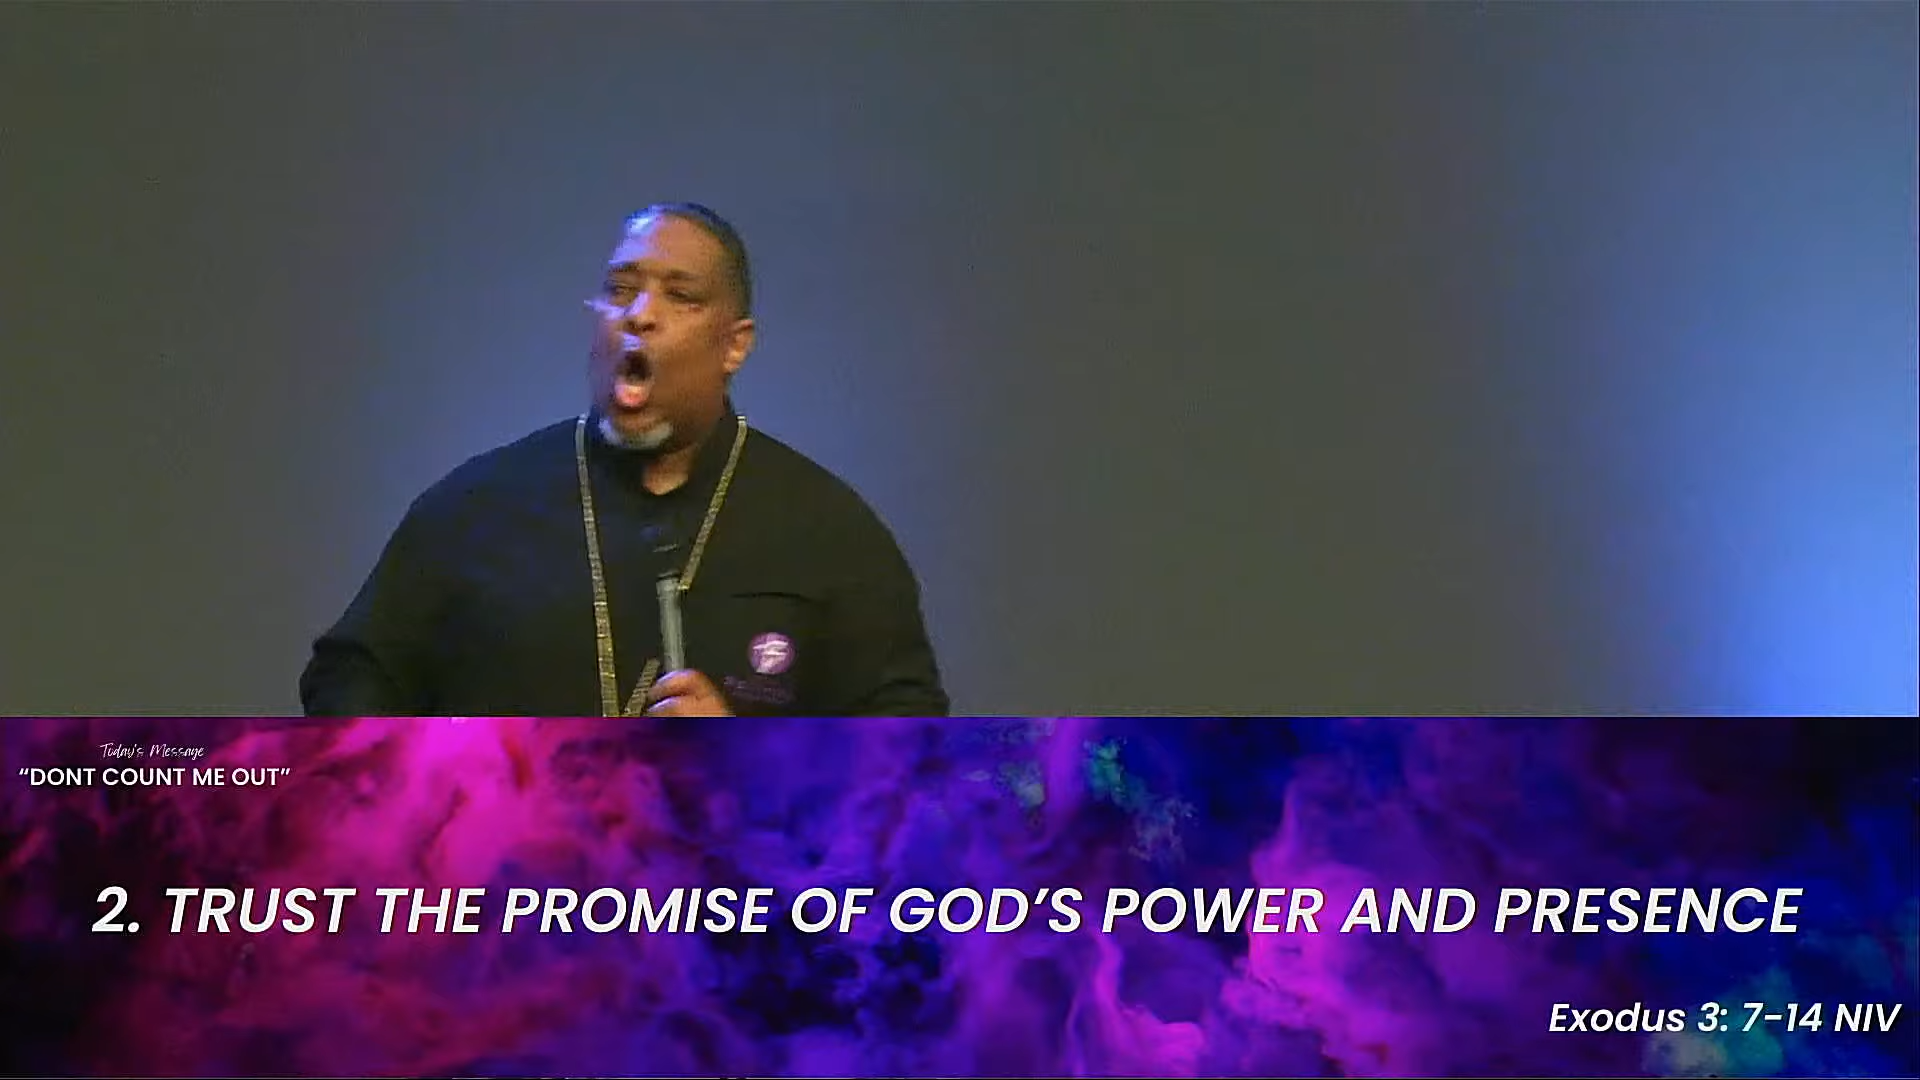 Today's Message
“DONT COUNT ME OUT”
2. TRUST THE PROMISE OF GOD’S POWER AND PRESENCE
Exodus 3: 7-14 NIV